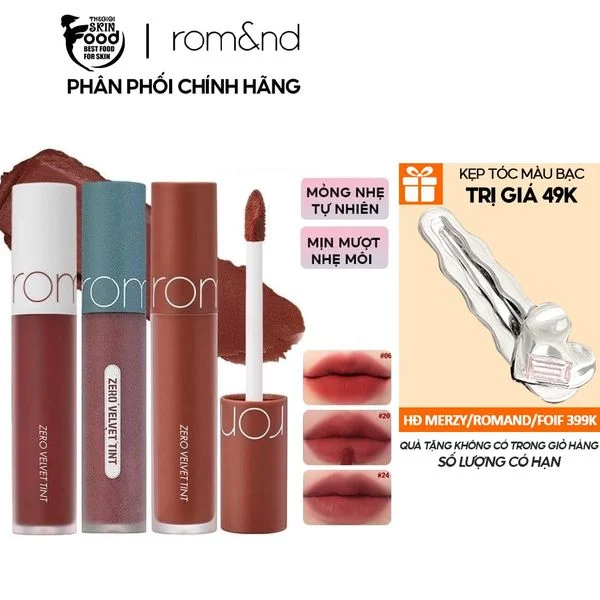 THEGIOI
SKIN
Food
BEST FOOD
FOR SKIN
rom&nd
PHÂN PHỐI CHÍNH HÃNG
MỎNG NHẸ
TỰ NHIÊN
MỊN MƯỢT
NHẸ MÔI
KẸP TÓC MÀU BẠC
TRỊ GIÁ 49K
rom
rom
rom
rom
ZERO VELVET TINT
ZERO VELVET TINT
ZERO VELVET TINT
#06
#20
#24
HĐ MERZY/ROMAND/FOIF 399K
QUÀ TẶNG KHÔNG CÓ TRONG GIỎ HÀNG
SỐ LƯỢNG CÓ HẠN